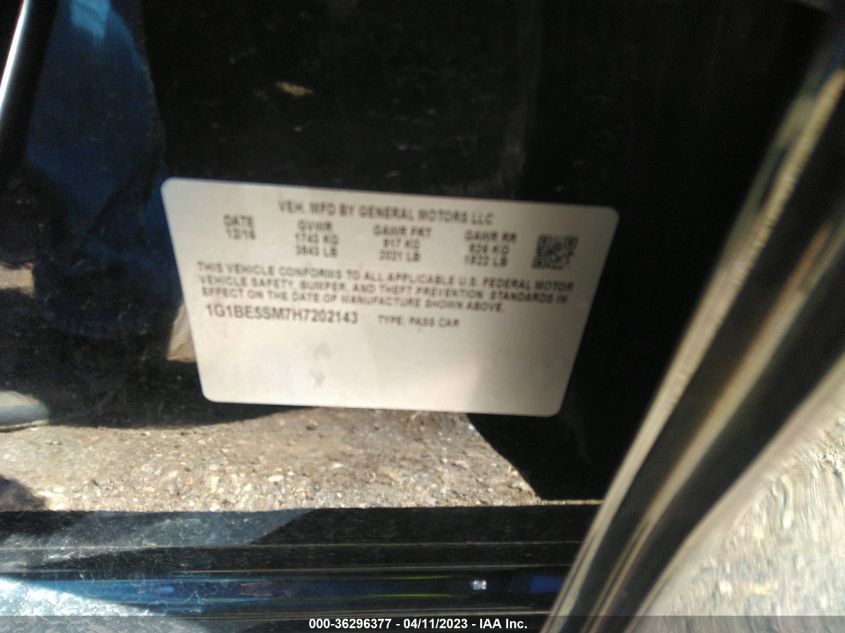 VEH. MFD BY GENERAL MOTORS LLC
DATE GVWR GAWR FRT GAWR RR
12/16 1743 KG 917 KG 826 KG
3843 LB 2021 LB 1822 LB
THIS VEHICLE CONFORMS TO ALL APPLICABLE U.S. FEDERAL MOTOR
VEHICLE SAFETY, BUMPER, AND THEFT PREVENTION STANDARDS IN
EFFECT ON THE DATE OF MANUFACTURE SHOWN ABOVE.
1G1BE5SM7H7202143 TYPE: PASS CAR
000-36296377 - 04/11/2023 - IAA Inc.